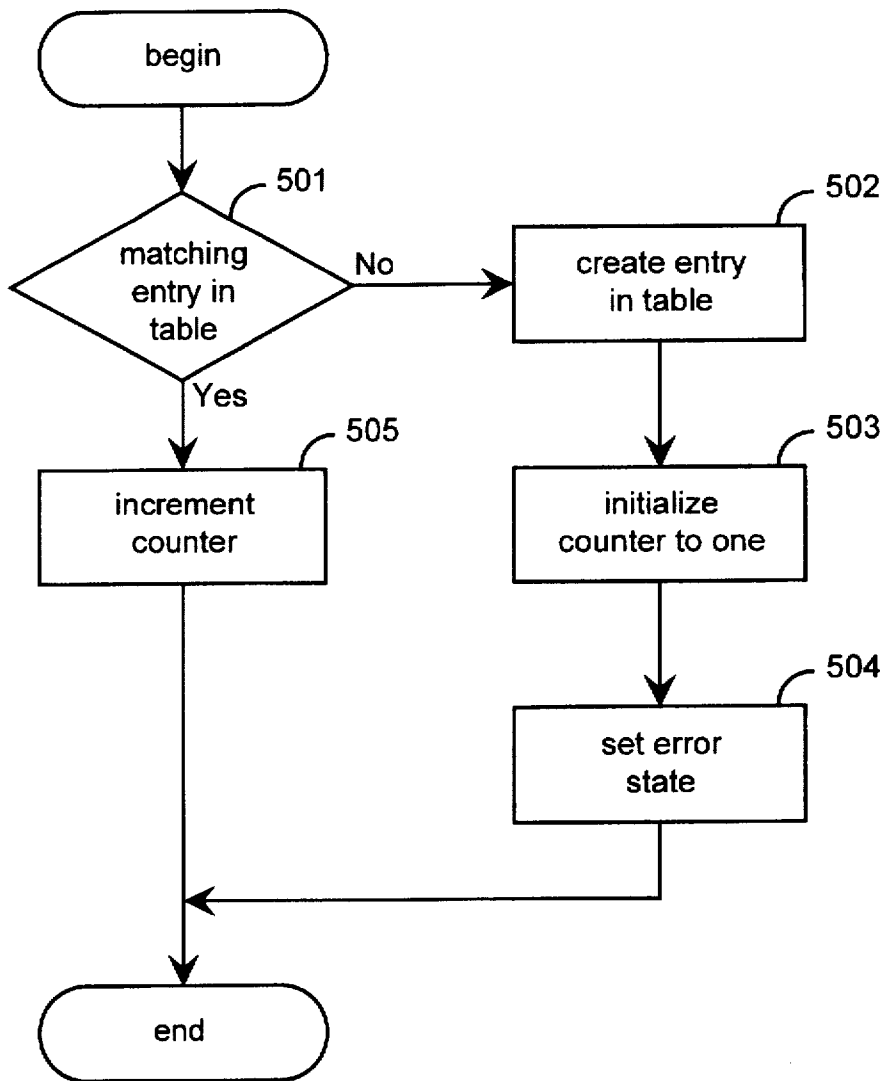 begin
501
matching
entry in
table
No
Yes
502
create entry
in table
503
initialize
counter to one
504
set error
state
505
increment
counter
end